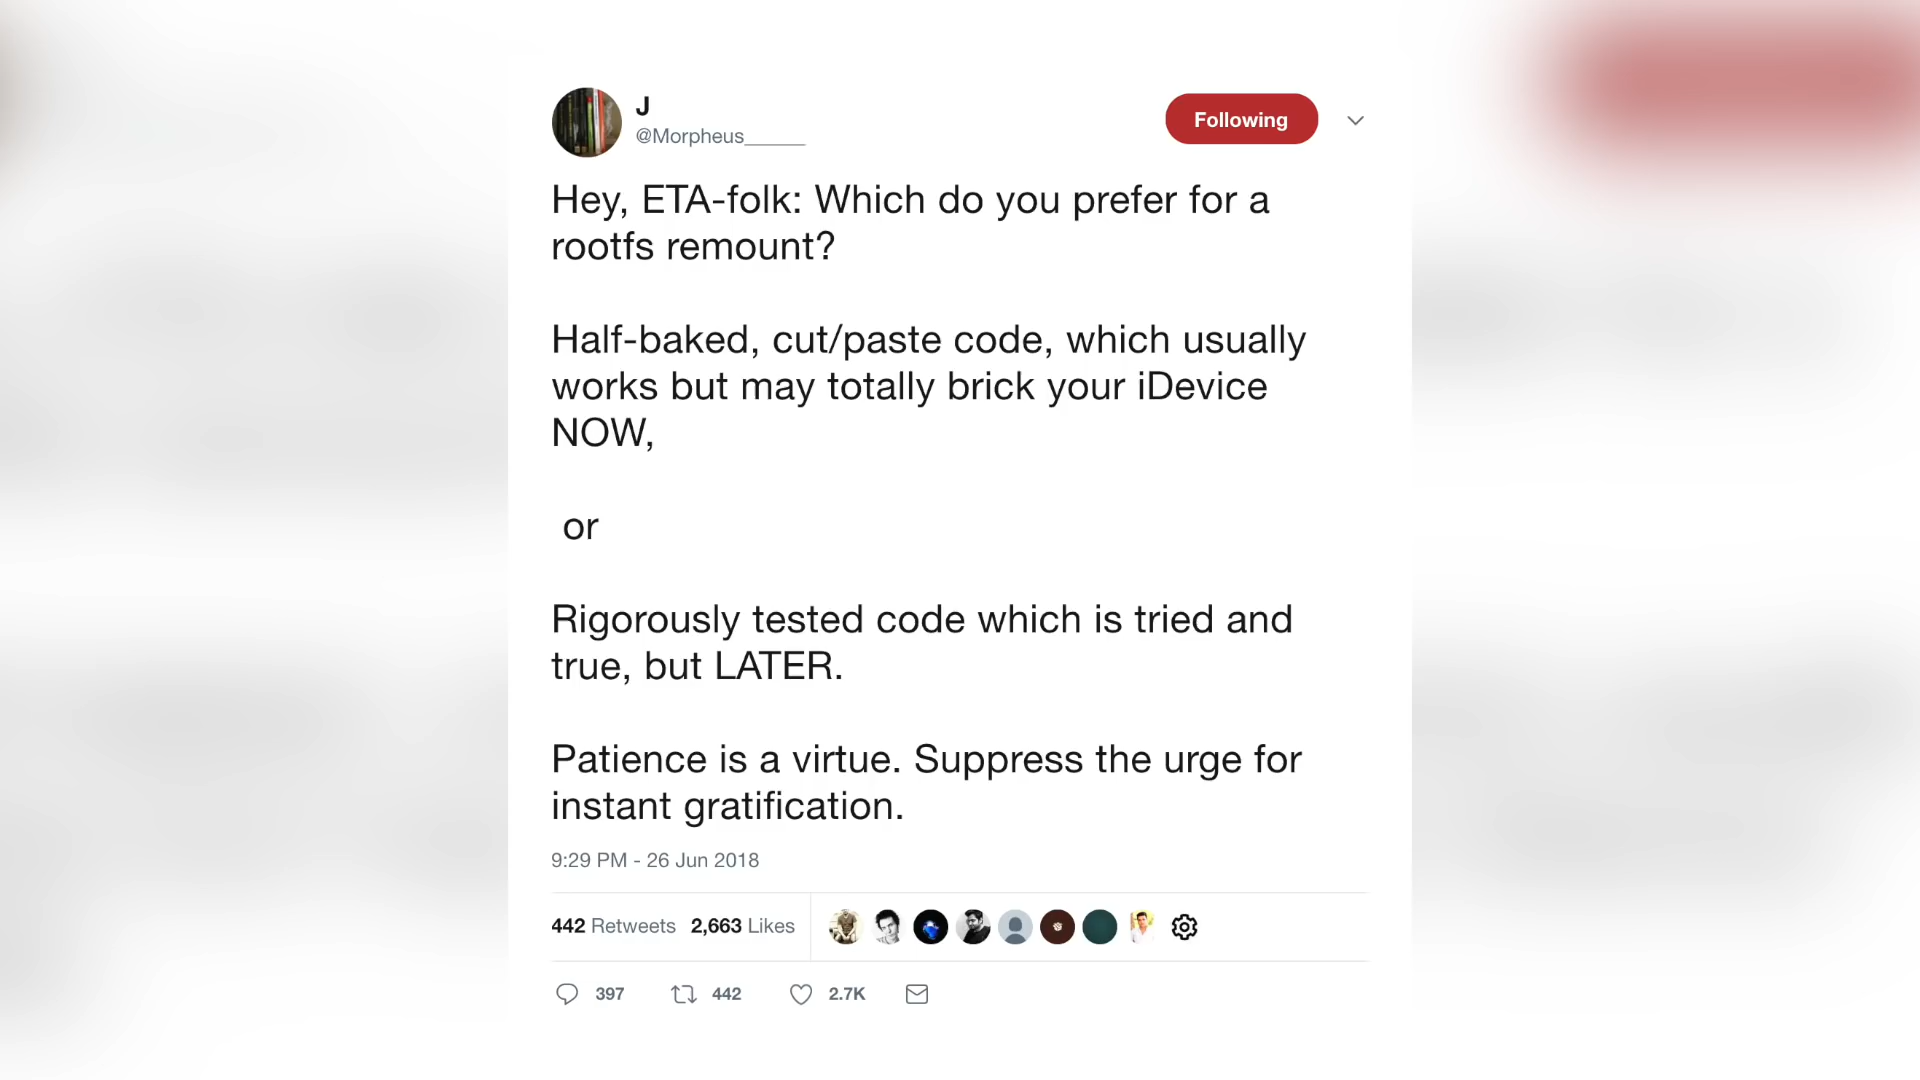 J
@Morpheus______
Following
Hey, ETA-folk: Which do you prefer for a
rootfs remount?
Half-baked, cut/paste code, which usually
works but may totally brick your iDevice
NOW,
or
Rigorously tested code which is tried and
true, but LATER.
Patience is a virtue. Suppress the urge for
instant gratification.
9:29 PM - 26 Jun 2018
442 Retweets 2,663 Likes
397 442 2.7K